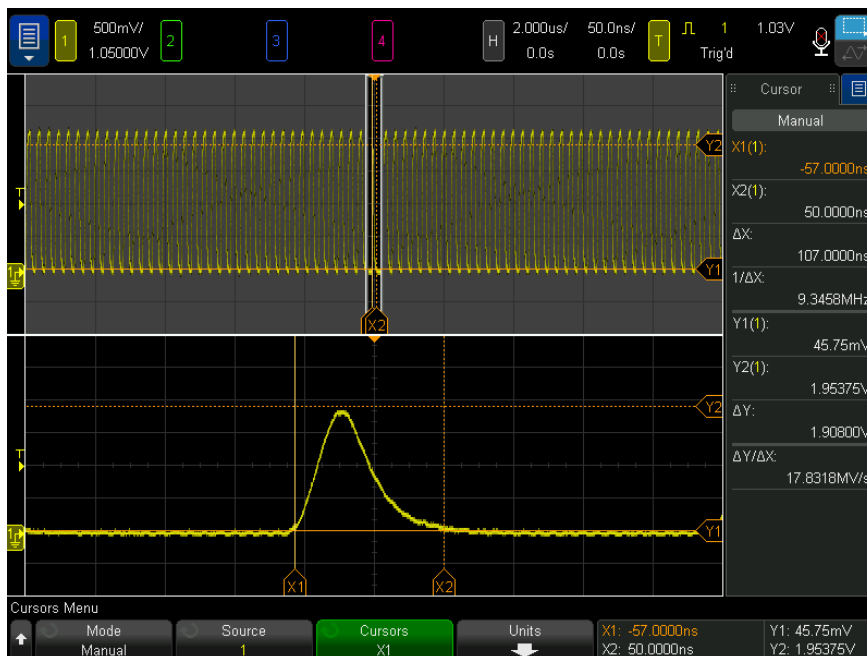 1 500mV/ 2 3 4 H 2.000us/ 50.0ns/ T 1 1.03V
1.05000V 0.0s 0.0s Trig'd
Cursor
Manual
X1(1):
-57.0000ns
X2(1):
50.0000ns
ΔX:
107.0000ns
1/ΔX:
9.3458MHz
Y1(1):
45.75mV
Y2(1):
1.95375V
ΔY:
1.90800V
ΔY/ΔX:
17.8318MV/s
Y2
T
1
Y1
X2
Y2
T
1
Y1
X1 X2
Cursors Menu
Mode Source Cursors Units X1: -57.0000ns Y1: 45.75mV
Manual 1 X1 X2: 50.0000ns Y2: 1.95375V